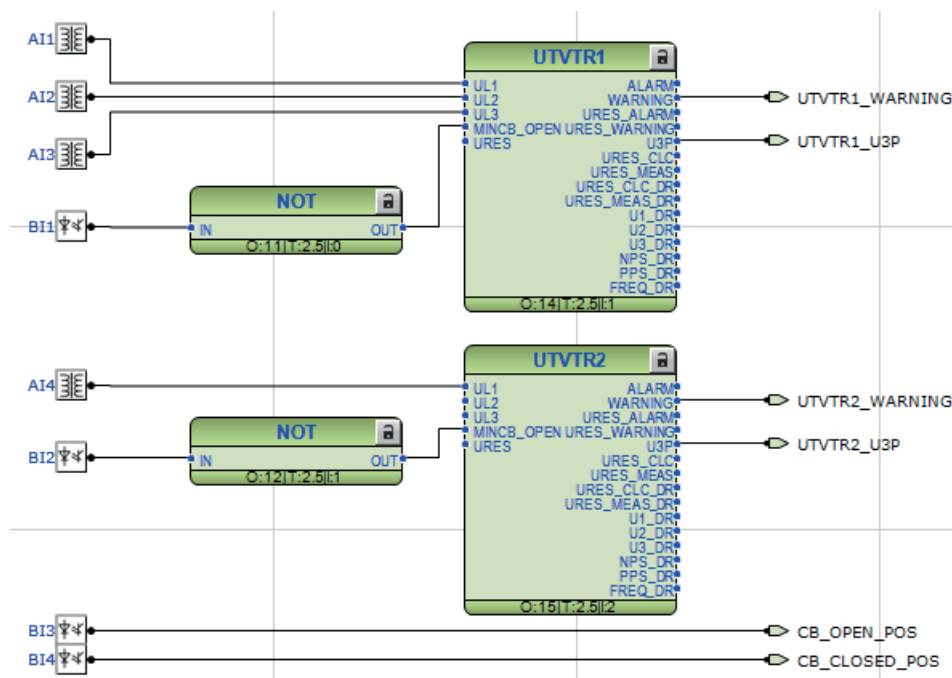 AI1
UTVTR1
UL1 ALARM
AI2 UL2 WARNING UTVTR1_WARNING
UL3 URES_ALARM
MINCB_OPEN URES_WARNING
AI3 URES U3P UTVTR1_U3P
URES_CLC
URES_MEAS
URES_CLC_DR
NOT URES_MEAS_DR
U1_DR
BI1 IN OUT U2_DR
O:11|T:2.5|I:0 U3_DR
NPS_DR
PPS_DR
FREQ_DR
O:14|T:2.5|I:1
UTVTR2
AI4 UL1 ALARM
UL2 WARNING UTVTR2_WARNING
UL3 URES_ALARM
NOT MINCB_OPEN URES_WARNING
URES U3P UTVTR2_U3P
BI2 IN OUT URES_CLC
O:12|T:2.5|I:1 URES_MEAS
URES_CLC_DR
URES_MEAS_DR
U1_DR
U2_DR
U3_DR
NPS_DR
PPS_DR
FREQ_DR
O:15|T:2.5|I:2
BI3 CB_OPEN_POS
BI4 CB_CLOSED_POS